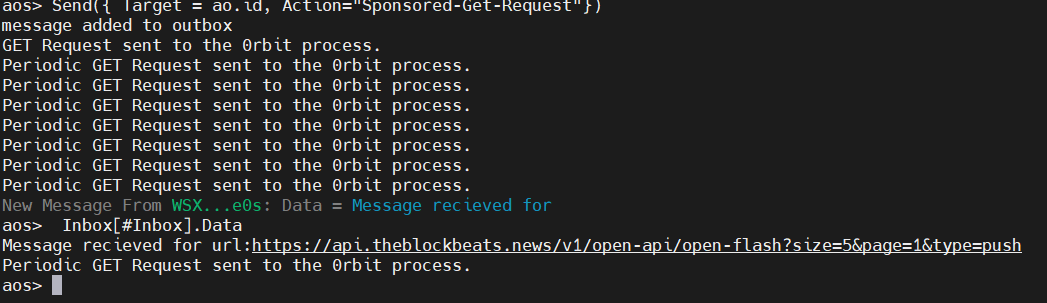 aos> Send({ Target = ao.id, Action="Sponsored-Get-Request"})
message added to outbox
GET Request sent to the 0rbit process.
Periodic GET Request sent to the 0rbit process.
Periodic GET Request sent to the 0rbit process.
Periodic GET Request sent to the 0rbit process.
Periodic GET Request sent to the 0rbit process.
Periodic GET Request sent to the 0rbit process.
Periodic GET Request sent to the 0rbit process.
Periodic GET Request sent to the 0rbit process.
New Message From WSX...e0s: Data = Message recieved for
aos>  Inbox[#Inbox].Data
Message recieved for url:https://api.theblockbeats.news/v1/open-api/open-flash?size=5&page=1&type=push
Periodic GET Request sent to the 0rbit process.
aos>